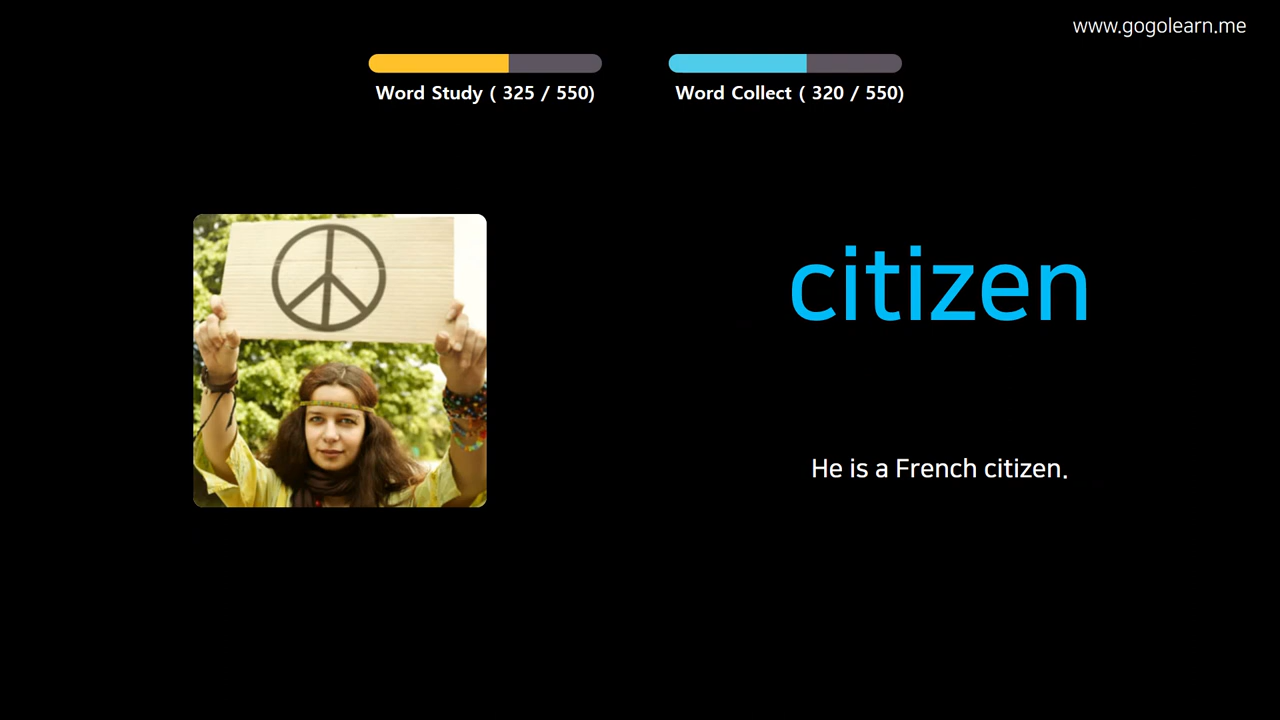 www.gogolearn.me
Word Study ( 325 / 550)
Word Collect ( 320 / 550)
citizen
He is a French citizen.